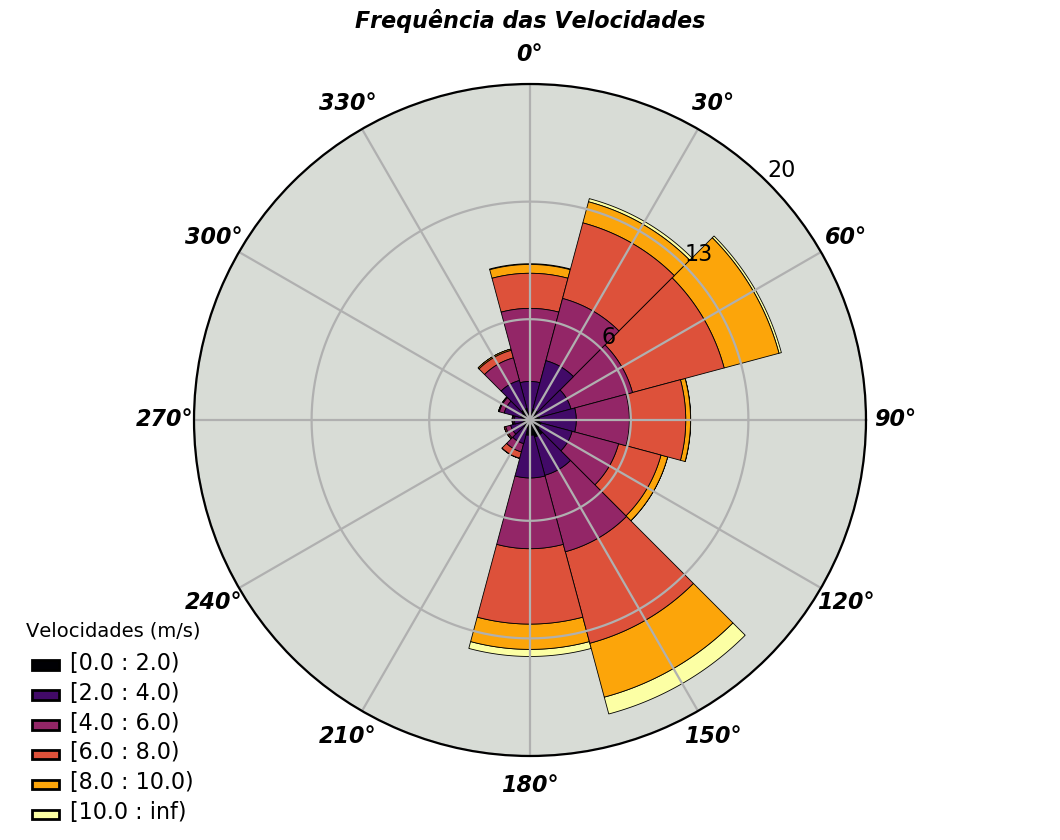 Frequência das Velocidades
0°
330°
30°
20
300°
60°
13
6
270°
90°
240°
120°
210°
150°
180°
Velocidades (m/s)
[0.0 : 2.0)
[2.0 : 4.0)
[4.0 : 6.0)
[6.0 : 8.0)
[8.0 : 10.0)
[10.0 : inf)